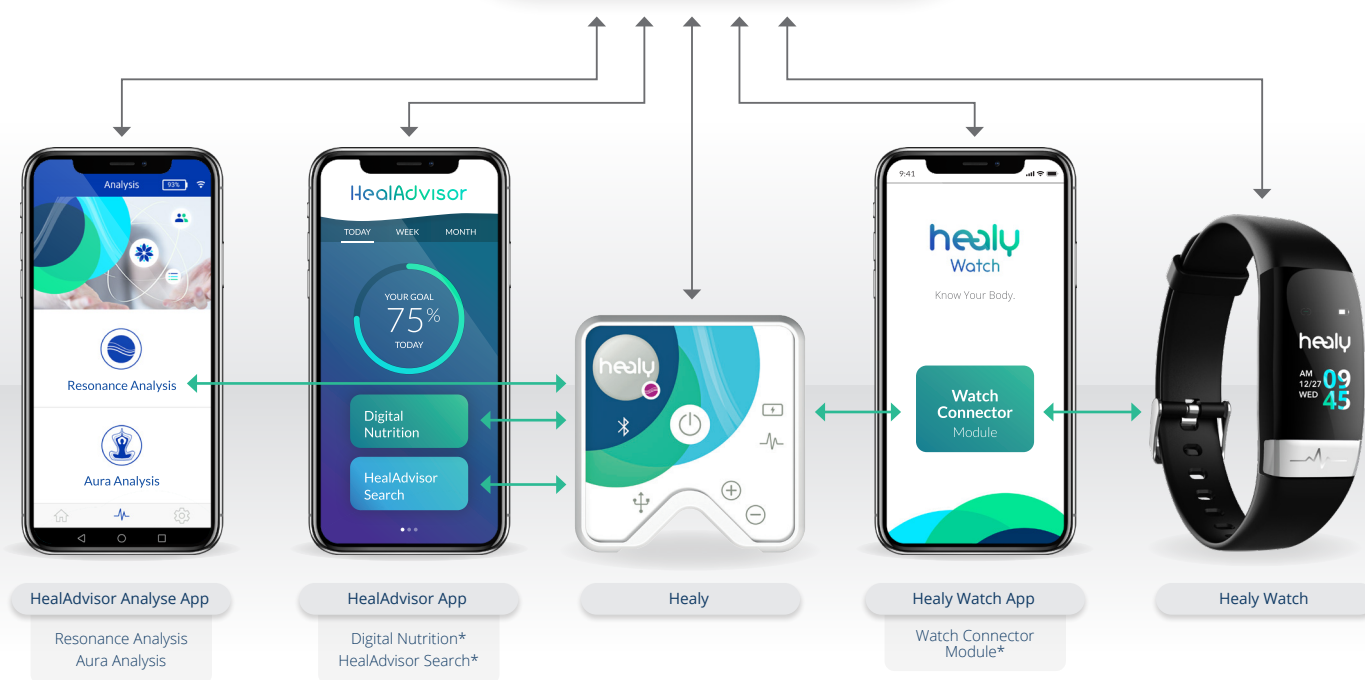 Analysis
93%
Resonance Analysis
Aura Analysis
HealAdvisor Analyse App
Resonance Analysis
Aura Analysis
HealAdvisor
TODAY WEEK MONTH
YOUR GOAL
75%
TODAY
Digital
Nutrition
HealAdvisor
Search
HealAdvisor App
Digital Nutrition*
HealAdvisor Search*
healy
Healy
9:41
healy
Watch
Know Your Body.
Watch
Connector
Module
Healy Watch App
Watch Connector
Module*
healy
AM
12/27 09
WED 45
Healy Watch